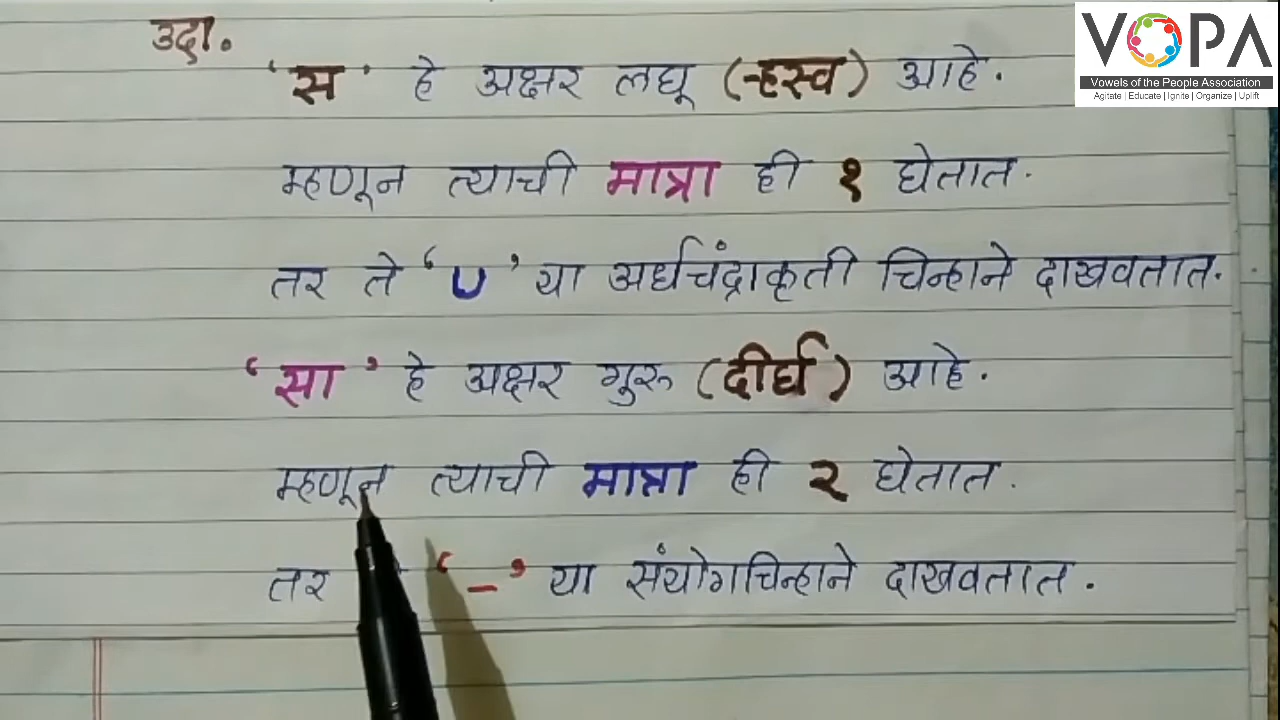 उदा.
'स' हे अक्षर लघू (ऱ्हस्व) आहे.
म्हणून त्याची मात्रा ही १ घेतात.
तर ते 'U' या अर्धचंद्राकृती चिन्हाने दाखवतात.
'सा' हे अक्षर गुरु (दीर्घ) आहे.
म्हणून त्याची मात्रा ही २ घेतात.
तर '_' या संयोगचिन्हाने दाखवतात.
VOPA
Vowels of the People Association
Agitate | Educate | Ignite | Organize | Uplift